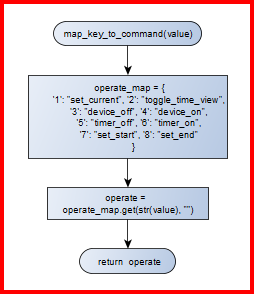 map_key_to_command(value)
operate_map = {
'1': "set_current", '2': "toggle_time_view",
'3': "device_off", '4': "device_on",
'5': "timer_off", '6': "timer_on",
'7': "set_start", '8': "set_end"
}
operate =
operate_map.get(str(value), "")
return operate